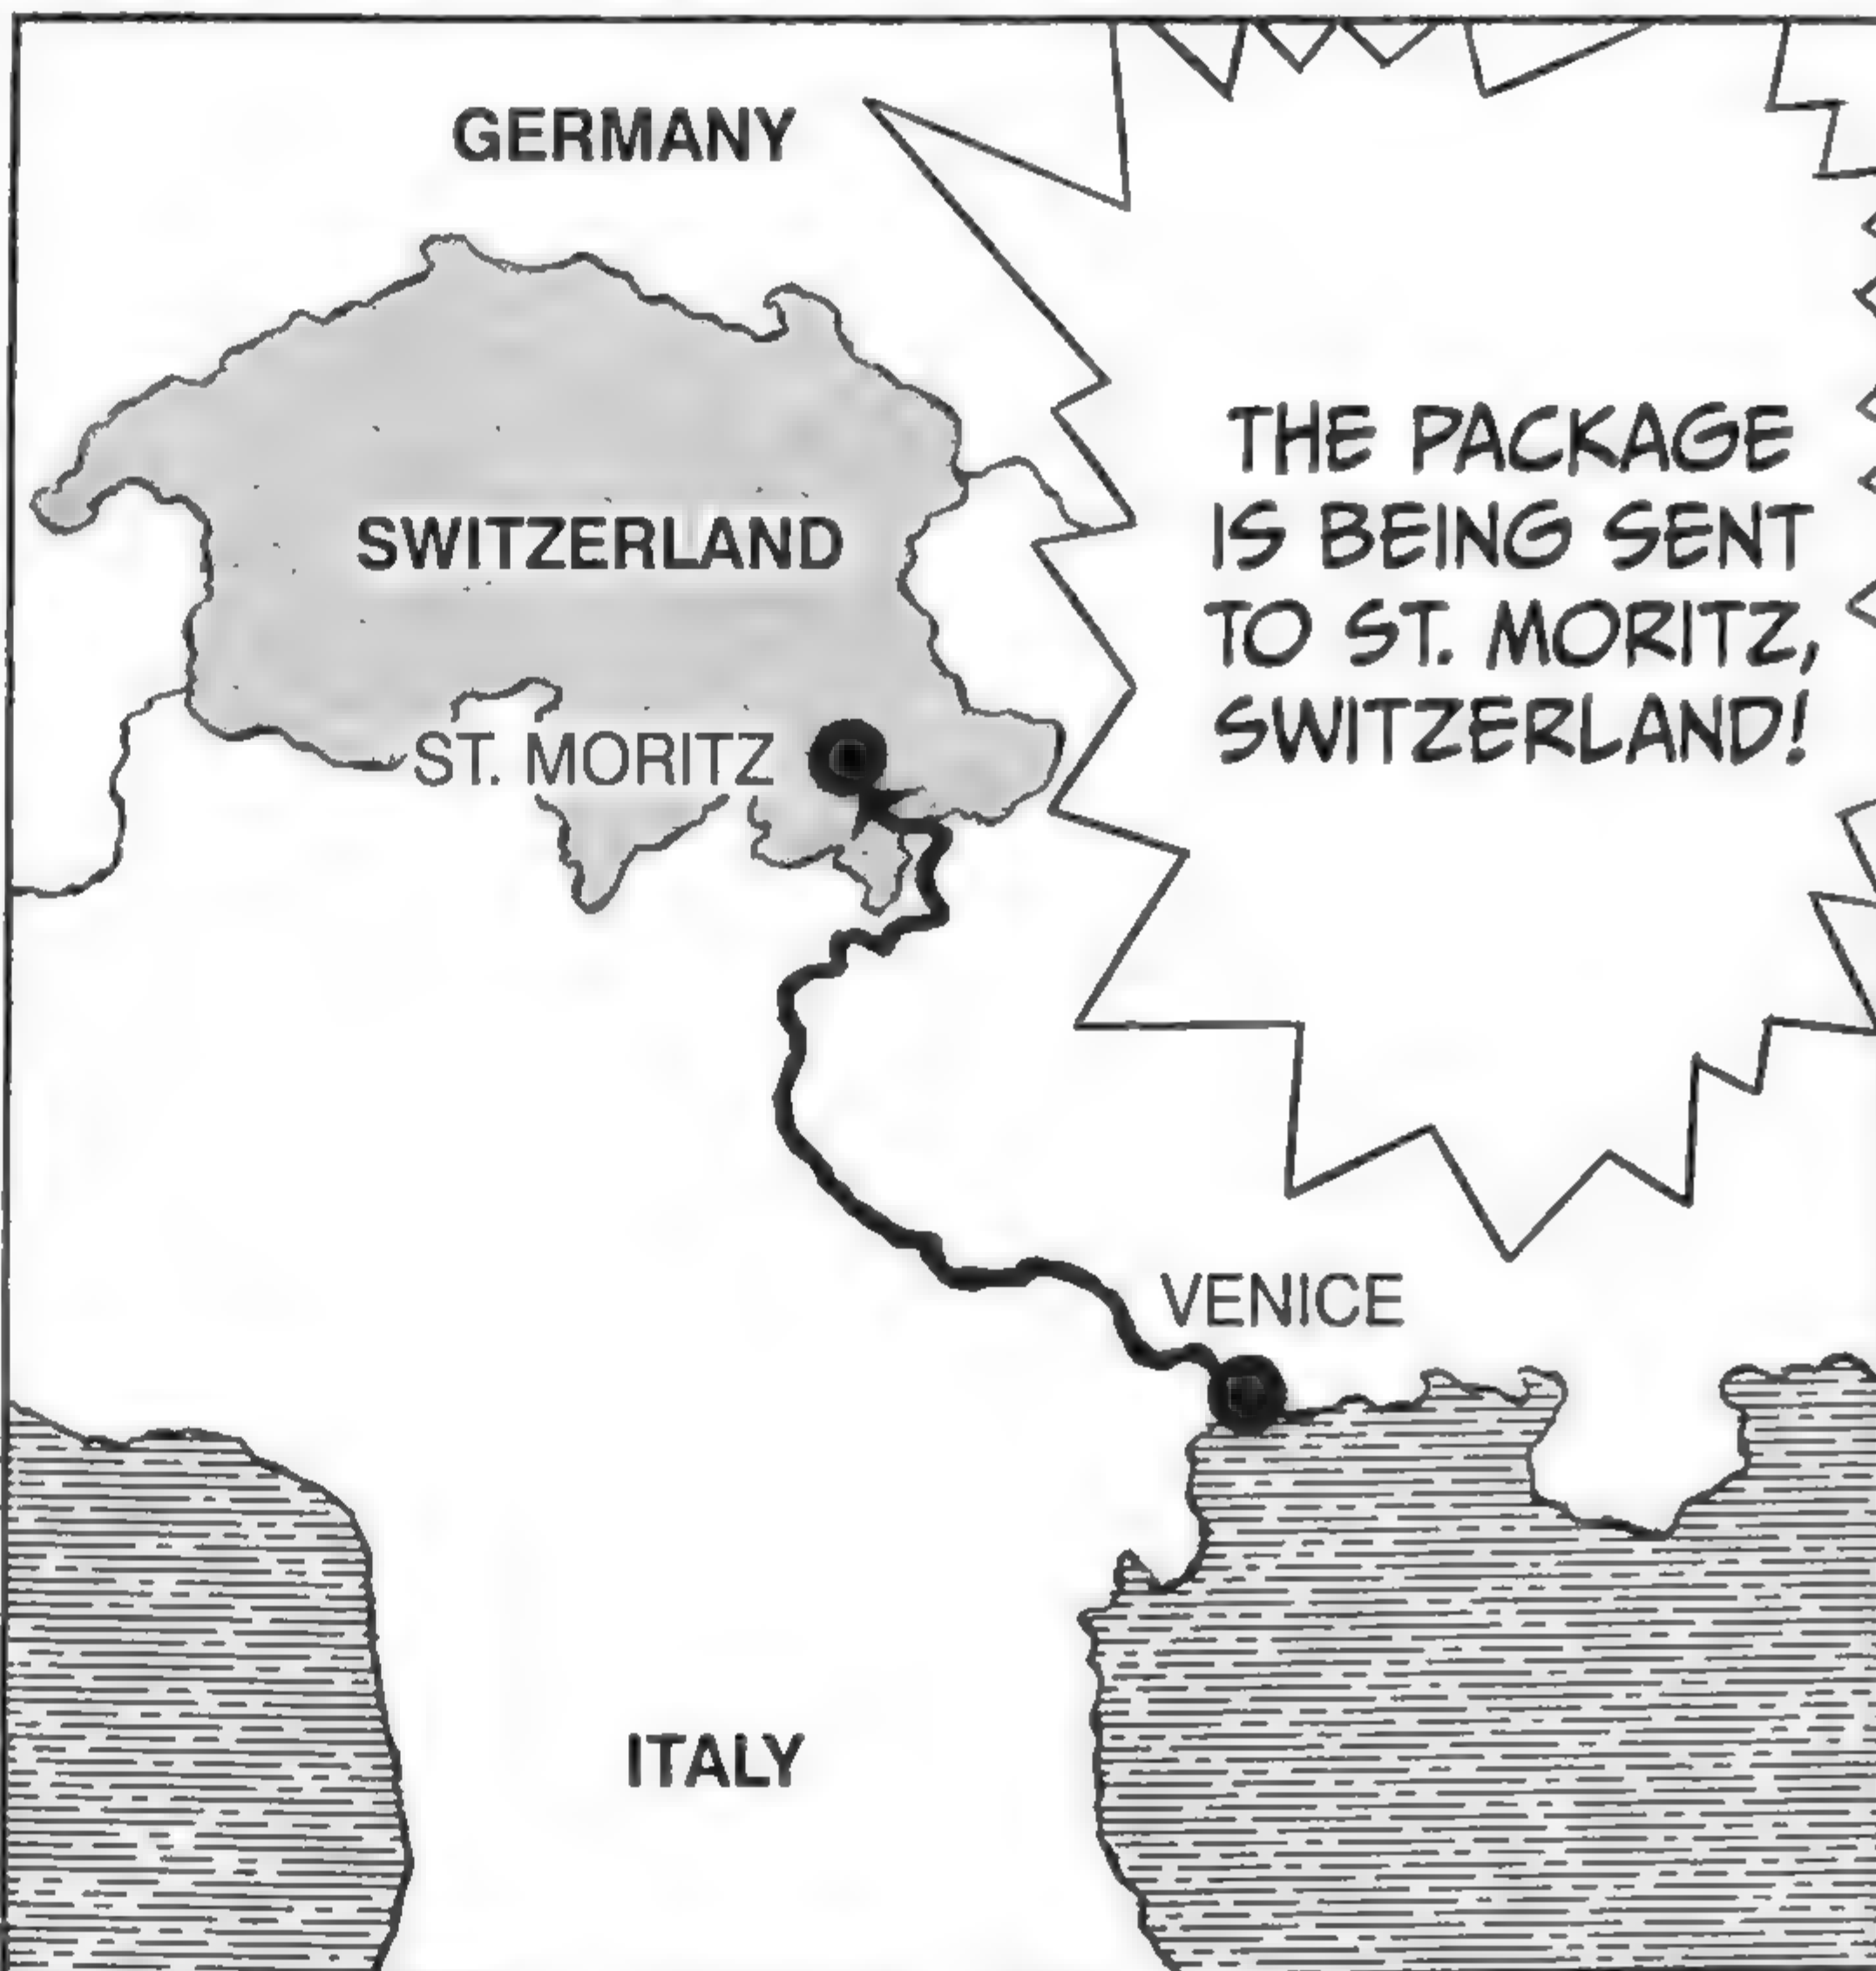 GERMANY
THE PACKAGE
IS BEING SENT
TO ST. MORITZ,
SWITZERLAND!
SWITZERLAND
ST. MORITZ
VENICE
ITALY